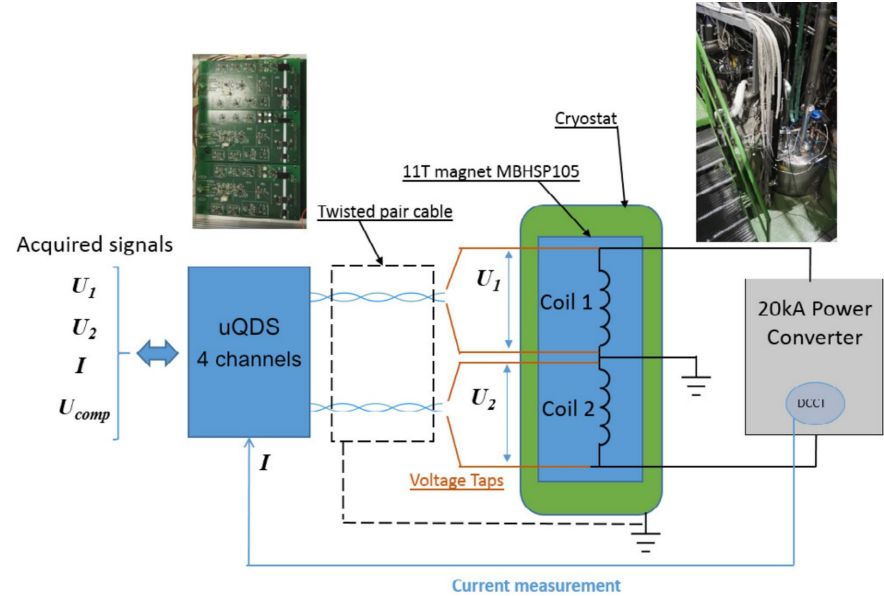 Cryostat
11T magnet MBHSP105
Twisted pair cable
Acquired signals
U1
U2
I
Ucomp
uQDS
4 channels
I
U1
U2
Coil 1
Coil 2
Voltage Taps
20kA Power
Converter
DCCT
Current measurement